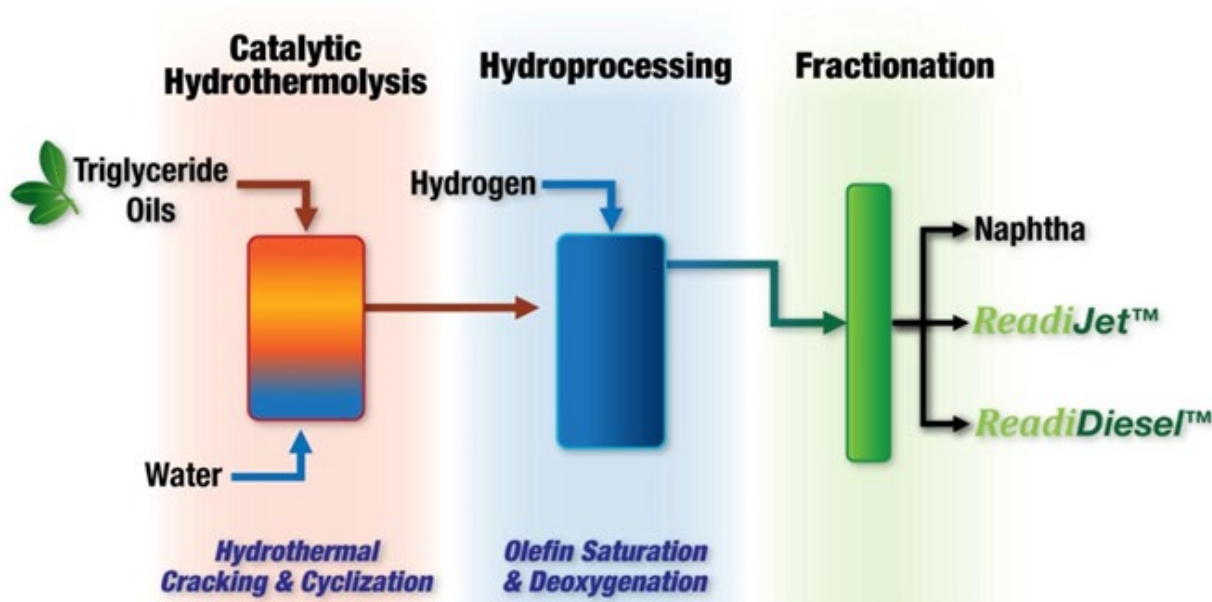 Catalytic
Hydrothermolysis
Hydroprocessing
Fractionation
Triglyceride
Oils
Hydrogen
Water
Naphtha
ReadiJet™
ReadiDiesel™
Hydrothermal
Cracking & Cyclization
Olefin Saturation
& Deoxygenation